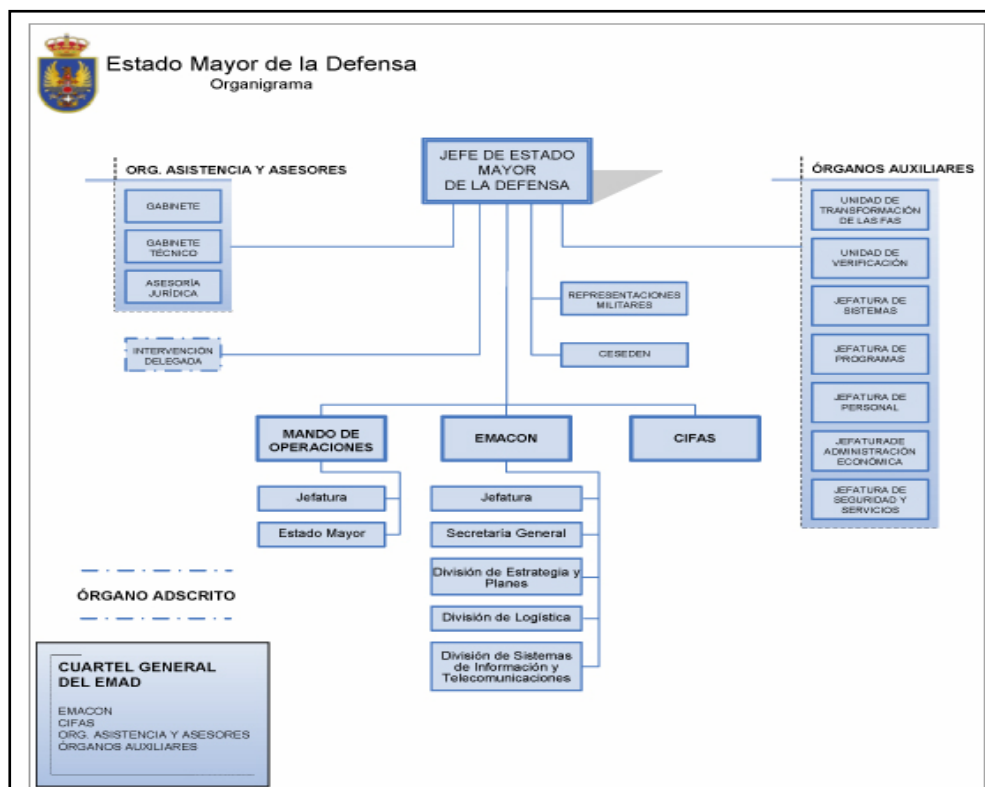 Estado Mayor de la Defensa
Organigrama
JEFE DE ESTADO
MAYOR
DE LA DEFENSA
ORG. ASISTENCIA Y ASESORES
GABINETE
GABINETE
TÉCNICO
ASESORÍA
JURÍDICA
INTERVENCIÓN
DELEGADA
REPRESENTACIONES
MILITARES
CESEDEN
ÓRGANOS AUXILIARES
UNIDAD DE
TRANSFORMACIÓN
DE LAS FAS
UNIDAD DE
VERIFICACIÓN
JEFATURA DE
SISTEMAS
JEFATURA DE
PROGRAMAS
JEFATURA DE
PERSONAL
JEFATURADE
ADMINISTRACIÓN
ECONÓMICA
JEFATURA DE
SEGURIDAD Y
SERVICIOS
MANDO DE
OPERACIONES
Jefatura
Estado Mayor
EMACON
Jefatura
Secretaría General
División de Estrategia y
Planes
División de Logística
División de Sistemas
de Información y
Telecomunicaciones
CIFAS
ÓRGANO ADSCRITO
CUARTEL GENERAL
DEL EMAD
EMACON
CIFAS
ORG. ASISTENCIA Y ASESORES
ÓRGANOS AUXILIARES